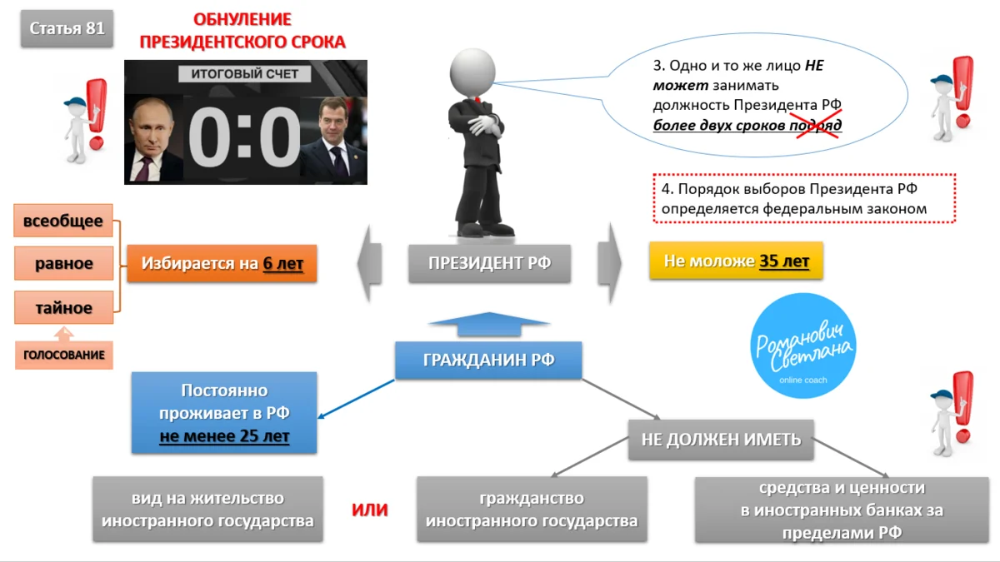 Статья 81
ОБНУЛЕНИЕ
ПРЕЗИДЕНТСКОГО СРОКА
ИТОГОВЫЙ СЧЕТ
0:0
3. Одно и то же лицо НЕ
может занимать
должность Президента РФ
более двух сроков подряд
4. Порядок выборов Президента РФ
определяется федеральным законом
всеобщее
равное
тайное
ГОЛОСОВАНИЕ
Избирается на 6 лет
ПРЕЗИДЕНТ РФ
Не моложе 35 лет
ГРАЖДАНИН РФ
Романович
Светлана
online coach
Постоянно
проживает в РФ
не менее 25 лет
НЕ ДОЛЖЕН ИМЕТЬ
вид на жительство
иностранного государства
ИЛИ
гражданство
иностранного государства
средства и ценности
в иностранных банках за
пределами РФ